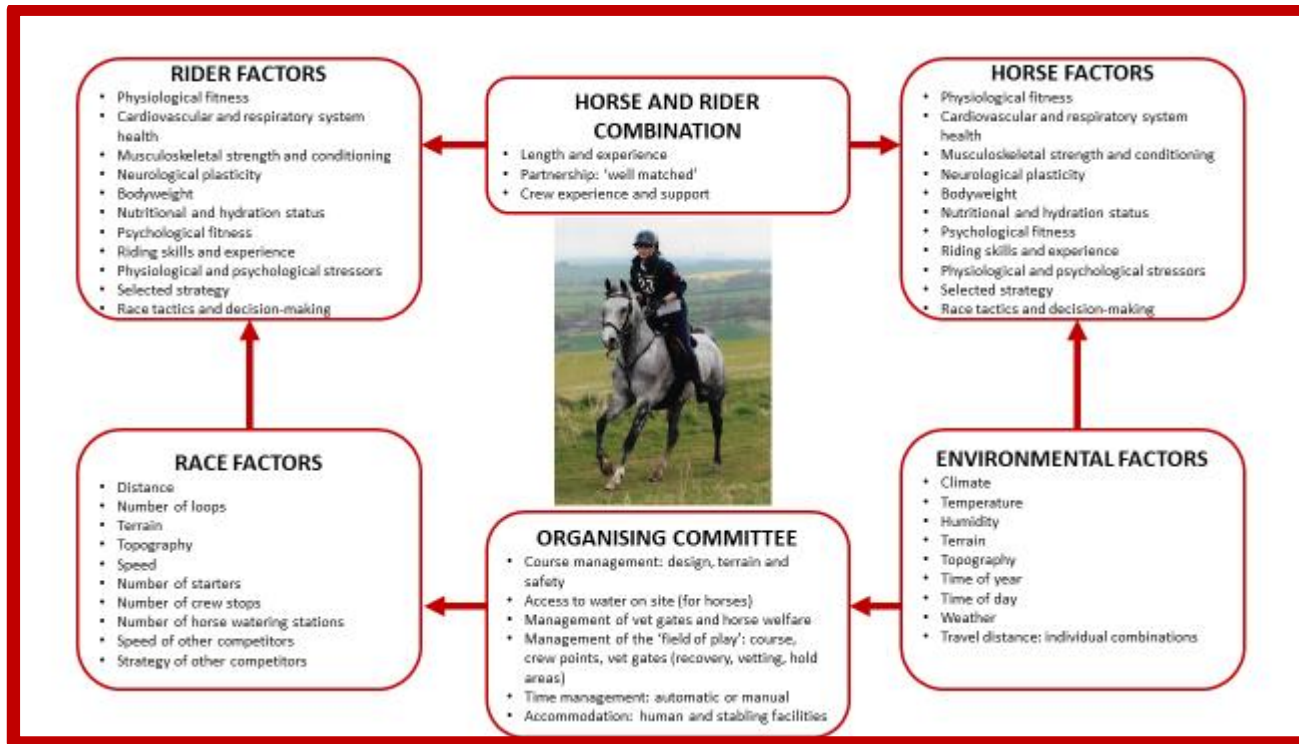 RIDER FACTORS
• Physiological fitness
• Cardiovascular and respiratory system
health
• Musculoskeletal strength and conditioning
• Neurological plasticity
• Bodyweight
• Nutritional and hydration status
• Psychological fitness
• Riding skills and experience
• Physiological and psychological stressors
• Selected strategy
• Race tactics and decision-making
HORSE AND RIDER
COMBINATION
• Length and experience
• Partnership: ‘well matched’
• Crew experience and support
HORSE FACTORS
• Physiological fitness
• Cardiovascular and respiratory system
health
• Musculoskeletal strength and conditioning
• Neurological plasticity
• Bodyweight
• Nutritional and hydration status
• Psychological fitness
• Riding skills and experience
• Physiological and psychological stressors
• Selected strategy
• Race tactics and decision-making
23
RACE FACTORS
• Distance
• Number of loops
• Terrain
• Topography
• Speed
• Number of starters
• Number of crew stops
• Number of horse watering stations
• Speed of other competitors
• Strategy of other competitors
ORGANISING COMMITTEE
• Course management: design, terrain and
safety
• Access to water on site (for horses)
• Management of vet gates and horse welfare
• Management of the ‘field of play’: course,
crew points, vet gates (recovery, vetting, hold
areas)
• Time management: automatic or manual
• Accommodation: human and stabling facilities
ENVIRONMENTAL FACTORS
• Climate
• Temperature
• Humidity
• Terrain
• Topography
• Time of year
• Time of day
• Weather
• Travel distance: individual combinations